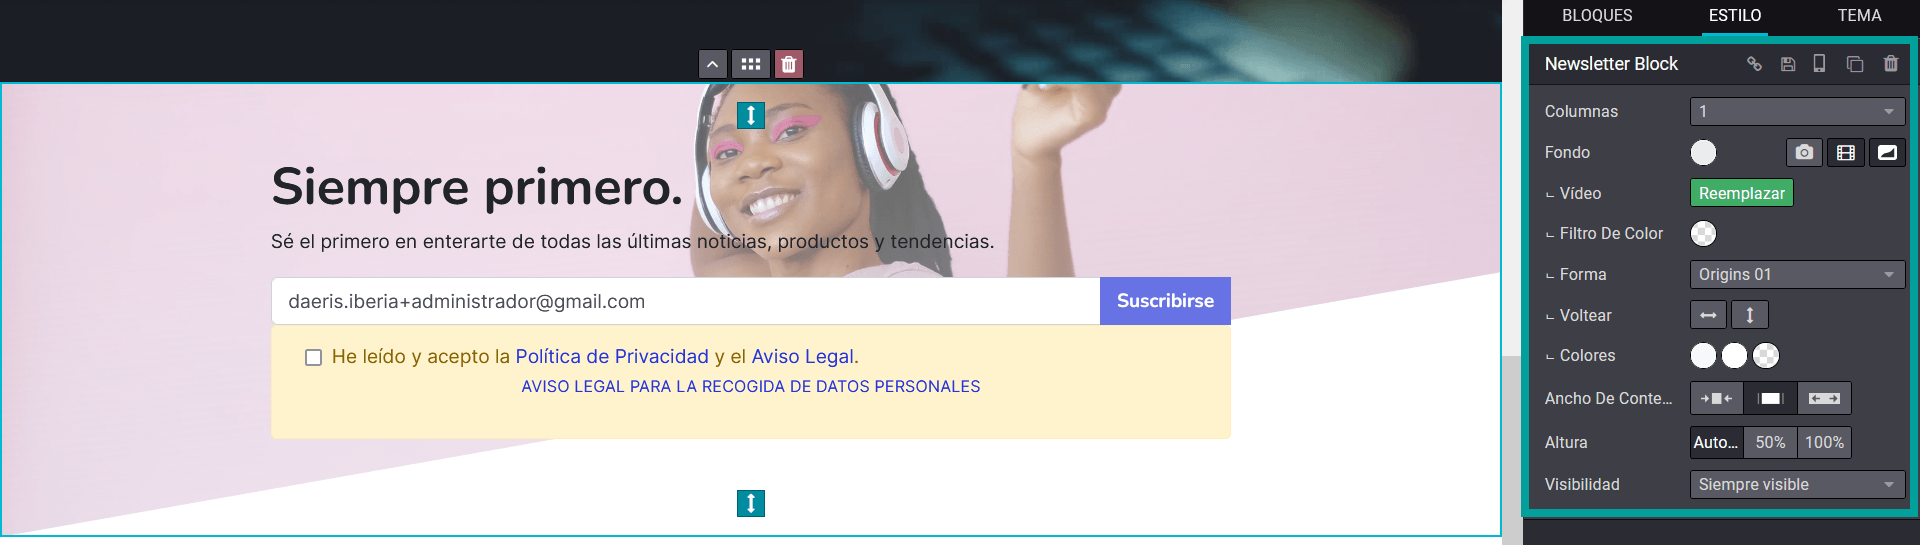 BLOQUES ESTILO TEMA
Newsletter Block
Columnas 1
Fondo
Vídeo Reemplazar
Filtro De Color
Forma Origins 01
Voltear
Colores
Ancho De Conte...
Altura Auto... 50% 100%
Visibilidad Siempre visible
Siempre primero.
Sé el primero en enterarte de todas las últimas noticias, productos y tendencias.
daeris.iberia+administrador@gmail.com Suscribirse
He leído y acepto la Política de Privacidad y el Aviso Legal.
AVISO LEGAL PARA LA RECOGIDA DE DATOS PERSONALES